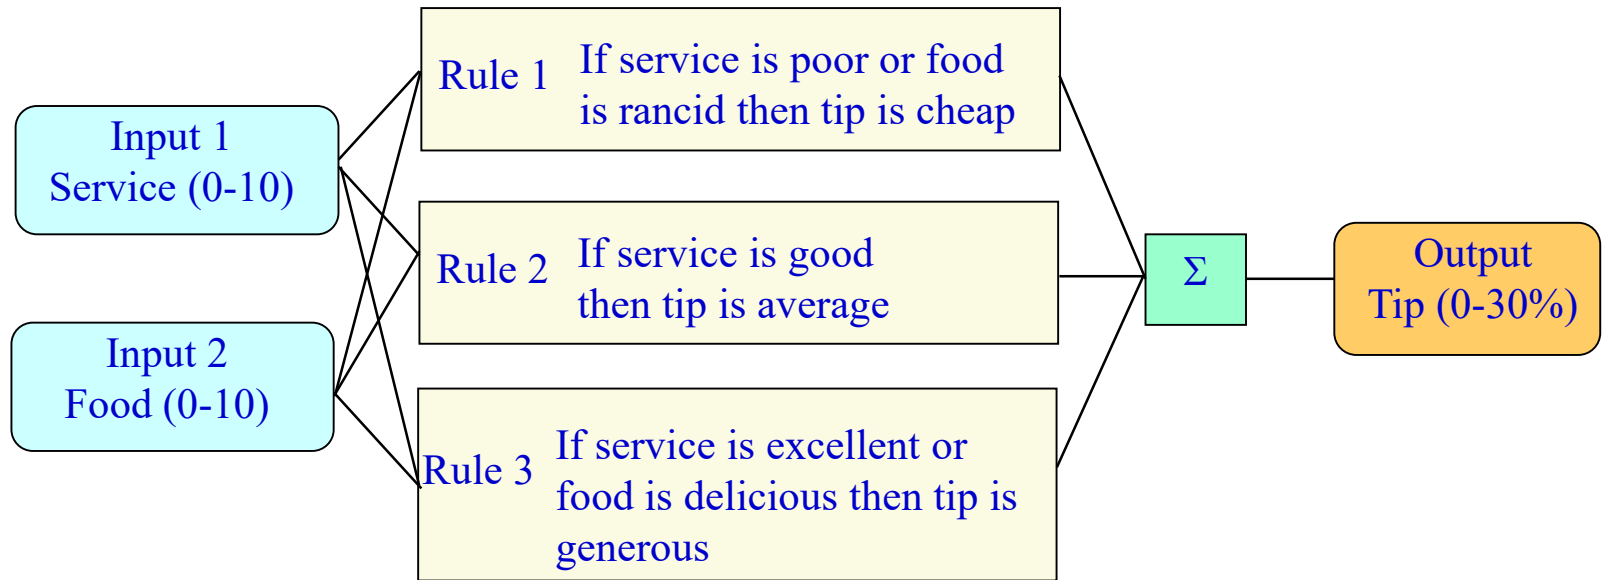 Input 1
Service (0-10)
Input 2
Food (0-10)
Rule 1
If service is poor or food
is rancid then tip is cheap
Rule 2
If service is good
then tip is average
Rule 3
If service is excellent or
food is delicious then tip is
generous
Σ
Output
Tip (0-30%)